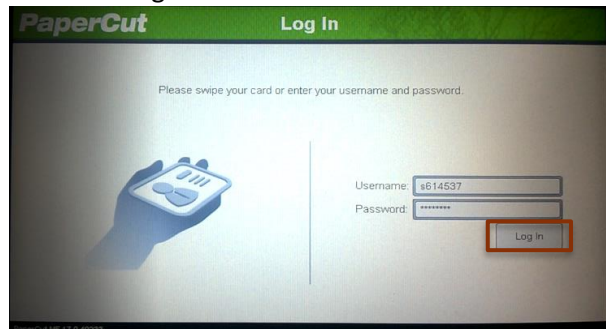 PaperCut
Log In
Please swipe your card or enter your username and password.
Username: s614537
Password: ********
Log In